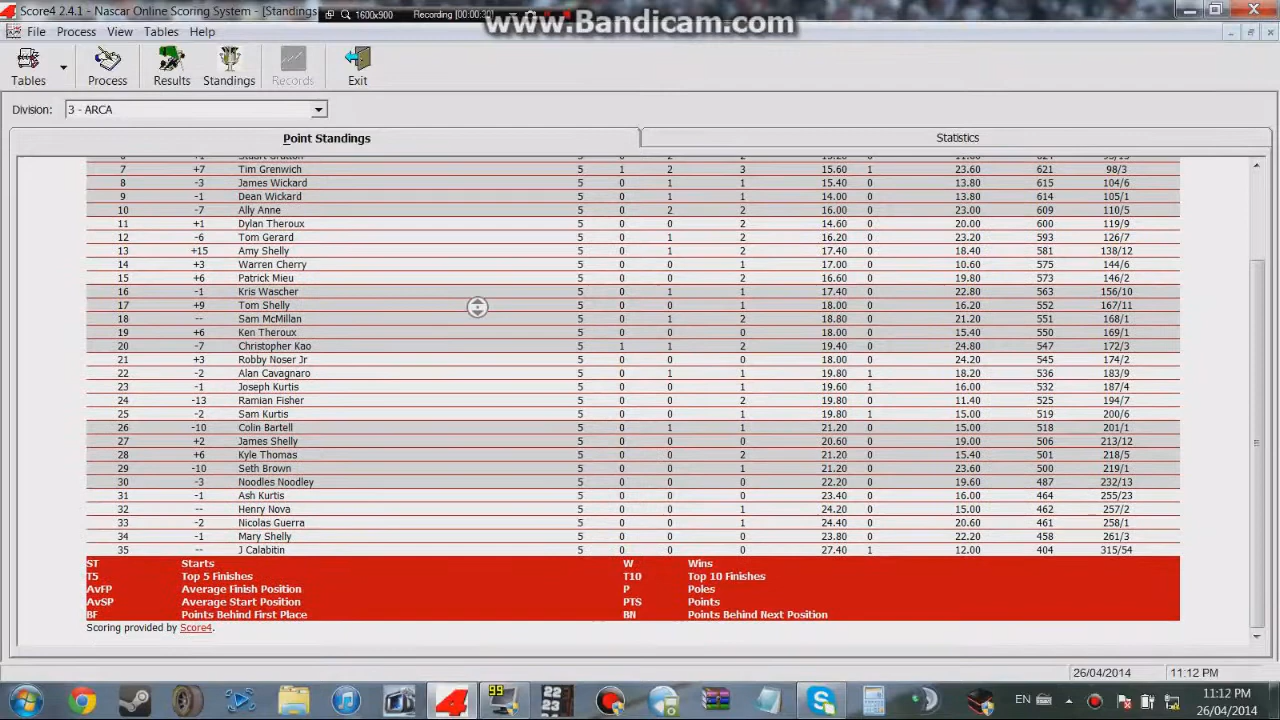 Score4 2.4.1 - Nascar Online Scoring System - [Standings
1600x900 Recording [00:00:20]
www.Bandicam.com
File Process View Tables Help
Tables Process Results Standings Records Exit
Division: 3 - ARCA
Point Standings Statistics
7 +7 Tim Grenwich 5 1 2 3 15.60 1 23.60 621 98/3
8 -3 James Wickard 5 0 1 1 15.40 0 13.80 615 104/6
9 -1 Dean Wickard 5 0 1 1 14.00 0 13.80 614 105/1
10 -7 Ally Anne 5 0 2 2 16.00 0 23.00 609 110/5
11 +1 Dylan Theroux 5 0 0 2 14.60 0 20.00 600 119/9
12 -6 Tom Gerard 5 0 1 2 16.20 0 23.20 593 126/7
13 +15 Amy Shelly 5 0 1 2 17.40 0 18.40 581 138/12
14 +3 Warren Cherry 5 0 0 1 17.00 0 10.60 575 144/6
15 +6 Patrick Mieu 5 0 0 2 16.60 0 19.80 573 146/2
16 -1 Kris Wascher 5 0 1 1 17.40 0 22.80 563 156/10
17 +9 Tom Shelly 5 0 0 1 18.00 0 16.20 552 167/11
18 -- Sam McMillan 5 0 1 2 18.80 0 21.20 551 168/1
19 +6 Ken Theroux 5 0 0 0 18.00 0 15.40 550 169/1
20 -7 Christopher Kao 5 1 1 2 19.40 0 24.80 547 172/3
21 +3 Robby Noser Jr 5 0 0 0 18.00 0 24.20 545 174/2
22 -2 Alan Cavagnaro 5 0 1 1 19.80 1 18.20 536 183/9
23 -1 Joseph Kurtis 5 0 0 1 19.60 1 16.00 532 187/4
24 -13 Ramian Fisher 5 0 0 2 19.80 0 11.40 525 194/7
25 -2 Sam Kurtis 5 0 0 1 19.80 1 15.00 519 200/6
26 -10 Colin Bartell 5 0 1 1 21.20 0 15.00 518 201/1
27 +2 James Shelly 5 0 0 0 20.60 0 19.00 506 213/12
28 +6 Kyle Thomas 5 0 0 2 21.20 0 15.40 501 218/5
29 -10 Seth Brown 5 0 0 1 21.20 0 23.60 500 219/1
30 -3 Noodles Noodley 5 0 0 0 22.20 0 19.60 487 232/13
31 -1 Ash Kurtis 5 0 0 0 23.40 0 16.00 464 255/23
32 -- Henry Nova 5 0 0 0 24.20 0 15.00 462 257/2
33 -2 Nicolas Guerra 5 0 0 1 24.40 0 20.60 461 258/1
34 -1 Mary Shelly 5 0 0 0 23.80 0 22.20 458 261/3
35 -- J Calabitin 5 0 0 0 27.40 1 12.00 404 315/54
ST Starts W Wins
T5 Top 5 Finishes T10 Top 10 Finishes
AvFP Average Finish Position P Poles
AvSP Average Start Position PTS Points
BF Points Behind First Place BN Points Behind Next Position
Scoring provided by Score4.
26/04/2014 11:12 PM
EN 11:12 PM
26/04/2014